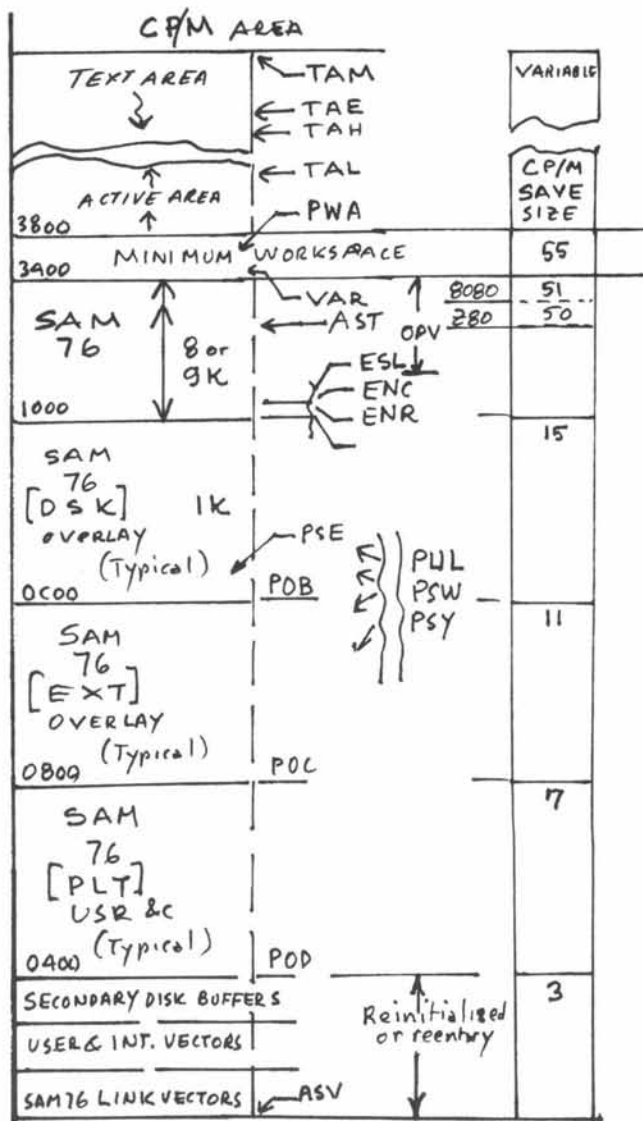 CP/M AREA
TEXT AREA
TAM
TAE
TAH
TAL
ACTIVE AREA
PWA
3800
MINIMUM WORKSPACE
3400
VAR
SAM
76
8 or
9K
AST
OPV
8080
Z80
ESL
ENC
ENR
1000
SAM
76
[DSK]
1K
OVERLAY
(Typical)
PSE
0C00
POB
PUL
PSW
PSY
SAM
76
[EXT]
OVERLAY
(Typical)
0800
POC
SAM
76
[PLT]
USR &C
(Typical)
0400
POD
SECONDARY DISK BUFFERS
USER & INT. VECTORS
SAM76 LINK VECTORS
ASV
Reinitialized
or reentry
VARIABLE
CP/M
SAVE
SIZE
55
51
50
15
11
7
3